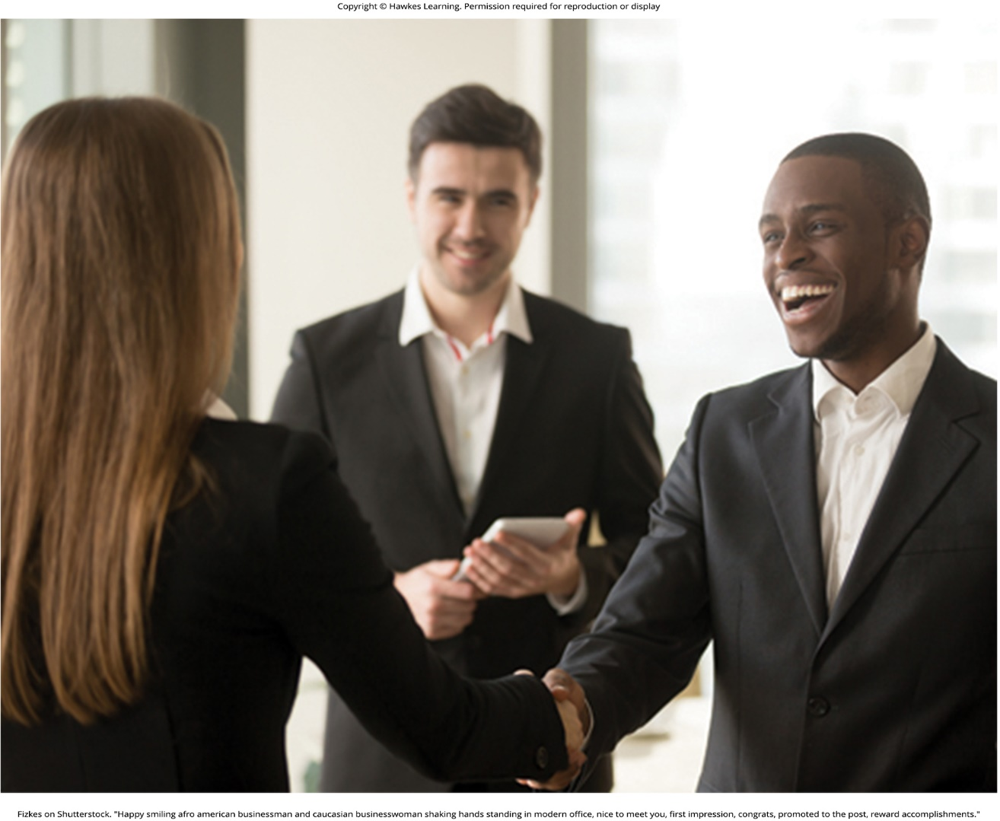 Copyright © Hawkes Learning. Permission required for reproduction or display
Fizkes on Shutterstock. "Happy smiling afro american businessman and caucasian businesswoman shaking hands standing in modern office, nice to meet you, first impression, congrats, promoted to the post, reward accomplishments."